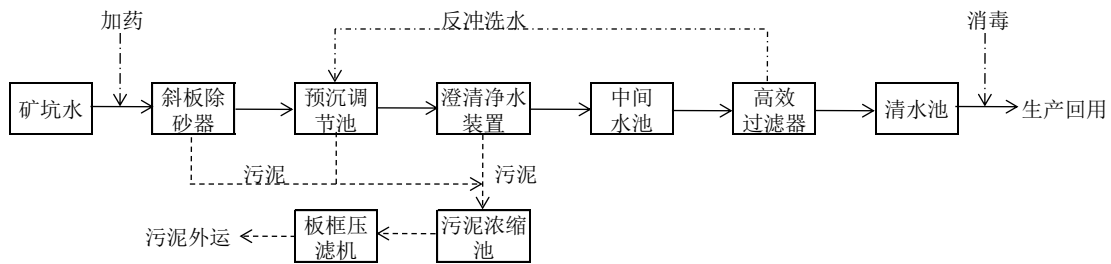 加药
反冲洗水
消毒
矿坑水
斜板除
砂器
预沉调
节池
澄清净水
装置
中间
水池
高效
过滤器
清水池
生产回用
污泥
污泥
污泥外运
板框压
滤机
污泥浓缩
池